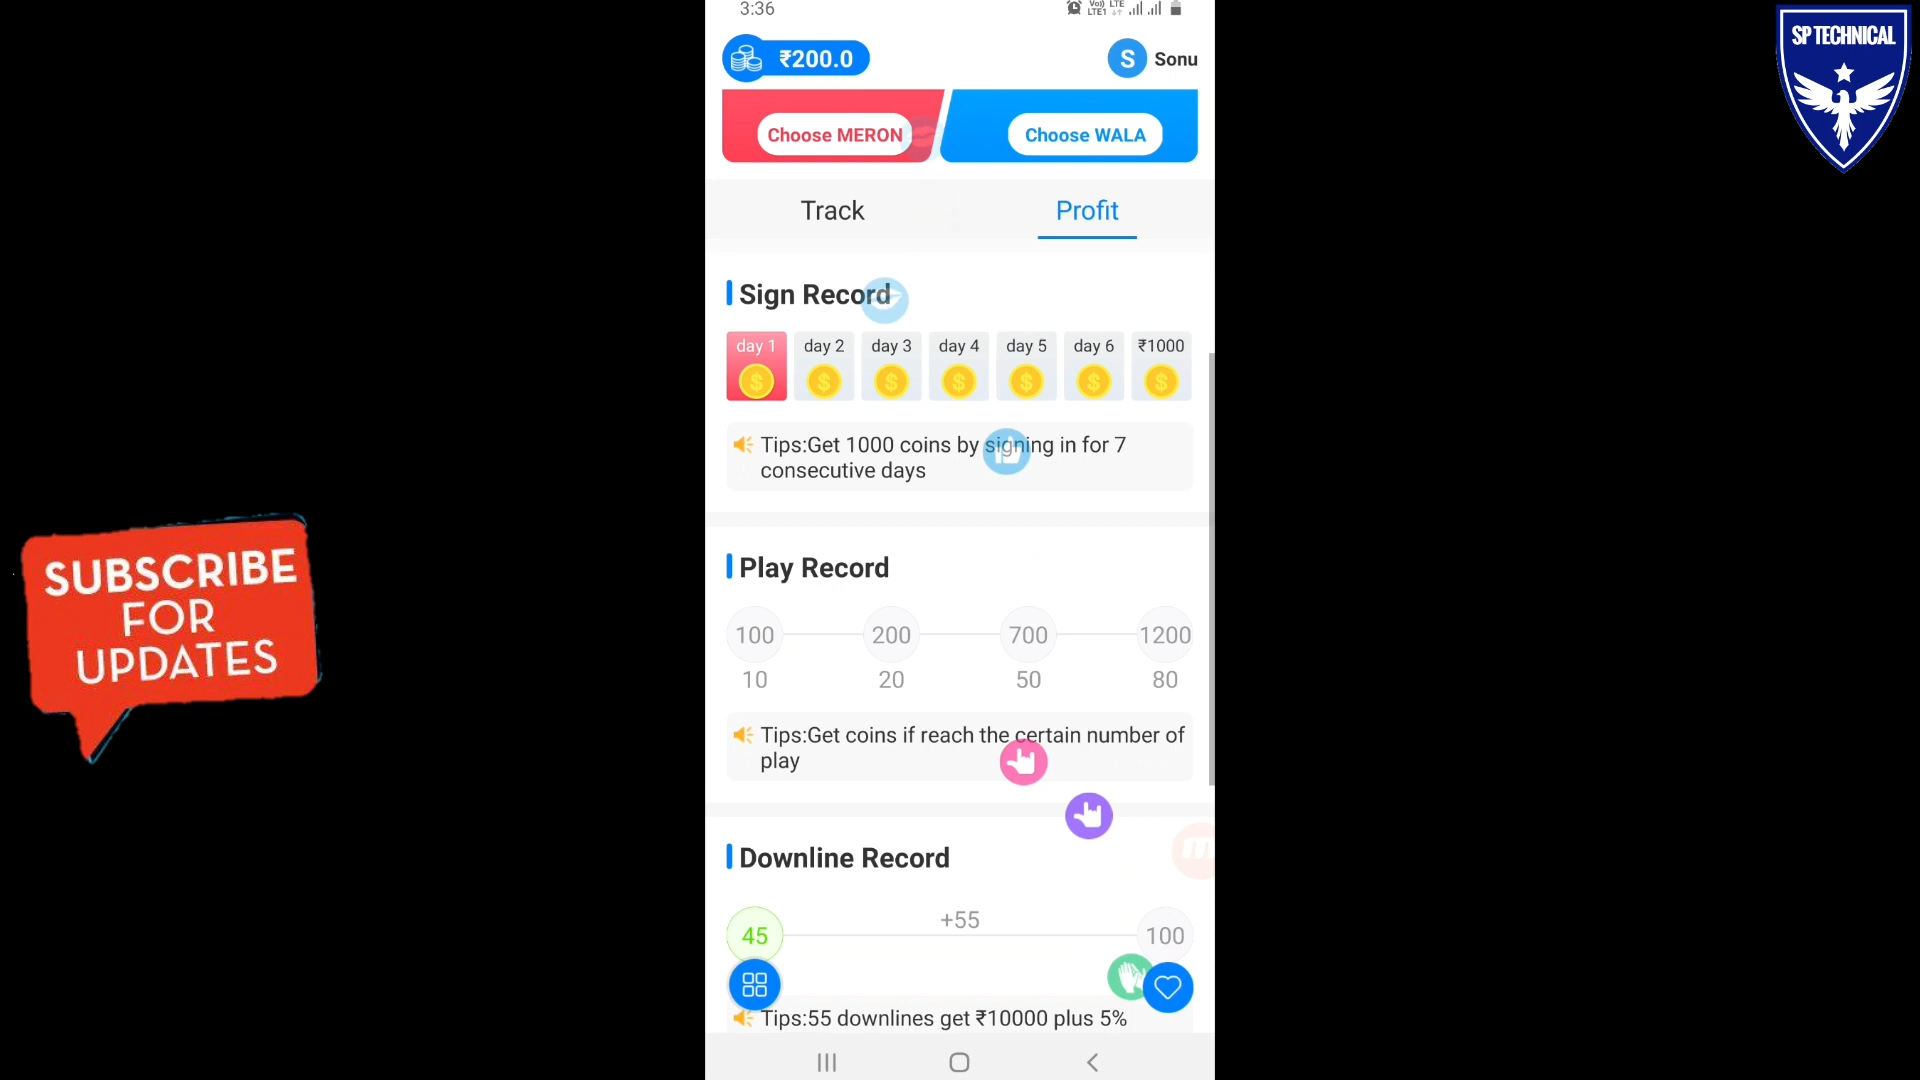 3:36
Vo) LTE
LTE1
₹200.0
S Sonu
Choose MERON
Choose WALA
Track
Profit
Sign Record
day 1
day 2
day 3
day 4
day 5
day 6
₹1000
Tips:Get 1000 coins by signing in for 7
consecutive days
Play Record
100
200
700
1200
10
20
50
80
Tips:Get coins if reach the certain number of
play
Downline Record
45
+55
100
Tips:55 downlines get ₹10000 plus 5%
SP TECHNICAL
SUBSCRIBE
FOR
UPDATES